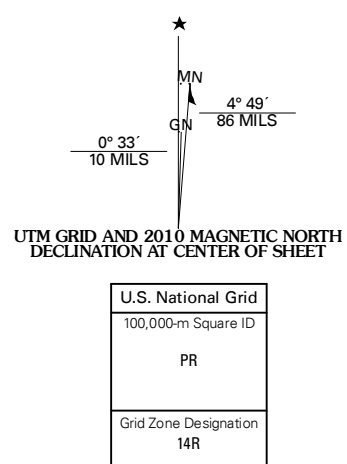 MN
GN
4° 49´
86 MILS
0° 33´
10 MILS
UTM GRID AND 2010 MAGNETIC NORTH
DECLINATION AT CENTER OF SHEET
U.S. National Grid
100,000-m Square ID
PR
Grid Zone Designation
14R